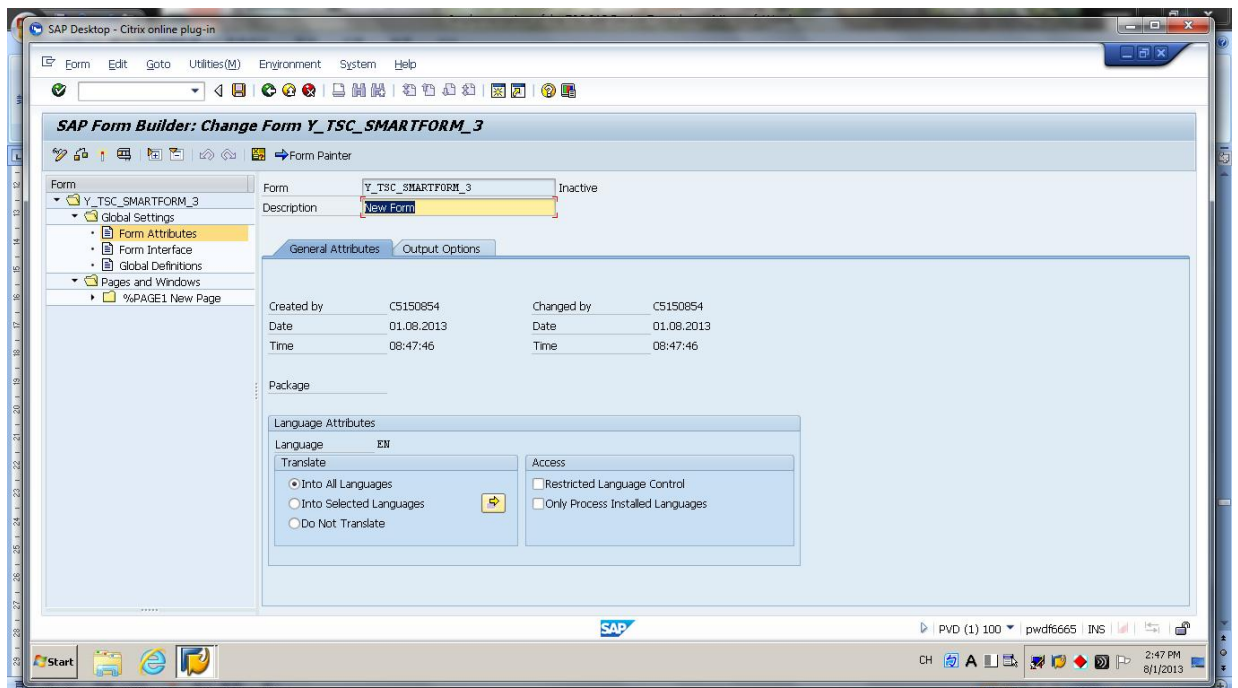 SAP Desktop - Citrix online plug-in
Form Edit Goto Utilities(M) Environment System Help
SAP Form Builder: Change Form Y_TSC_SMARTFORM_3
Form Painter
Form
Y_TSC_SMARTFORM_3
Global Settings
Form Attributes
Form Interface
Global Definitions
Pages and Windows
%PAGE1 New Page
Form Y_TSC_SMARTFORM_3 Inactive
Description New Form
General Attributes Output Options
Created by C5150854 Changed by C5150854
Date 01.08.2013 Date 01.08.2013
Time 08:47:46 Time 08:47:46
Package
Language Attributes
Language EN
Translate Access
Into All Languages Restricted Language Control
Into Selected Languages Only Process Installed Languages
Do Not Translate
SAP PVD (1) 100 pwdf6665 INS
Start CH A 2:47 PM
8/1/2013